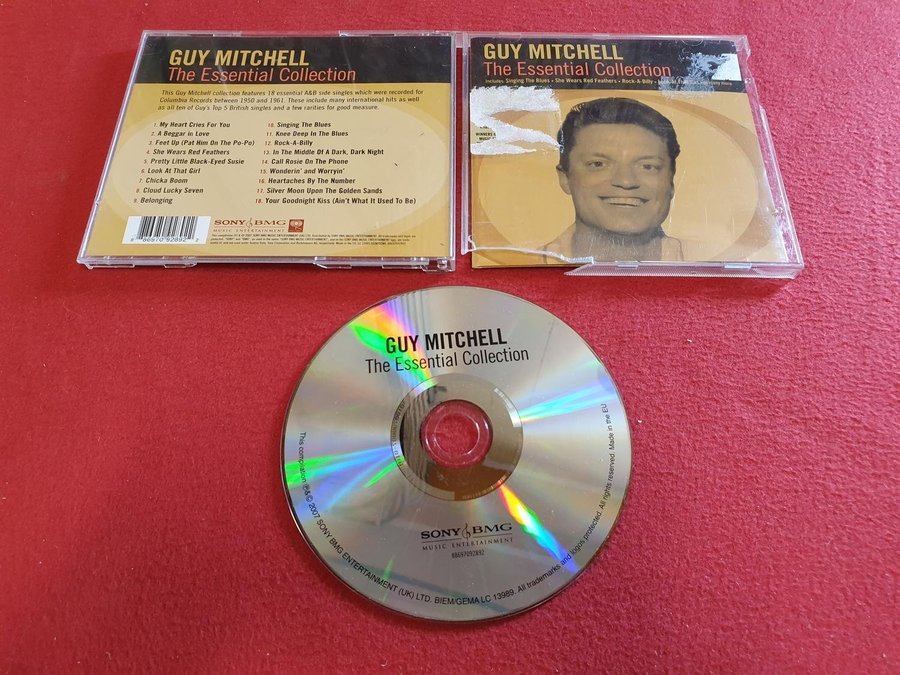 GUY MITCHELL
The Essential Collection
This Guy Mitchell collection features 18 essential A&B side singles which were recorded for
Columbia Records between 1950 and 1961. These include many international hits as well
as all ten of Guy's Top 5 British singles and a few rarities for good measure.
1. My Heart Cries For You
2. A Beggar in Love
3. Feet Up (Pat Him On The Po-Po)
4. She Wears Red Feathers
5. Pretty Little Black-Eyed Susie
6. Look At That Girl
7. Chicka Boom
8. Cloud Lucky Seven
9. Belonging
10. Singing The Blues
11. Knee Deep In The Blues
12. Rock-A-Billy
13. In The Middle Of A Dark, Dark Night
14. Call Rosie On The Phone
15. Wonderin' and Worryin'
16. Heartaches By The Number
17. Silver Moon Upon The Golden Sands
18. Your Goodnight Kiss (Ain't What It Used To Be)
8 86970 92892 2
SONY BMG
MUSIC ENTERTAINMENT
GUY MITCHELL
The Essential Collection
includes Singing The Blues • She Wears Red Feathers • Rock-A-Billy •
GUY MITCHELL
The Essential Collection
SONY BMG
MUSIC ENTERTAINMENT
88697092892
This compilation ℗&© 2007 SONY BMG ENTERTAINMENT (UK) LTD. BIEM/GEMA LC 13989. All trademarks and logos protected. All rights reserved. Made in the EU